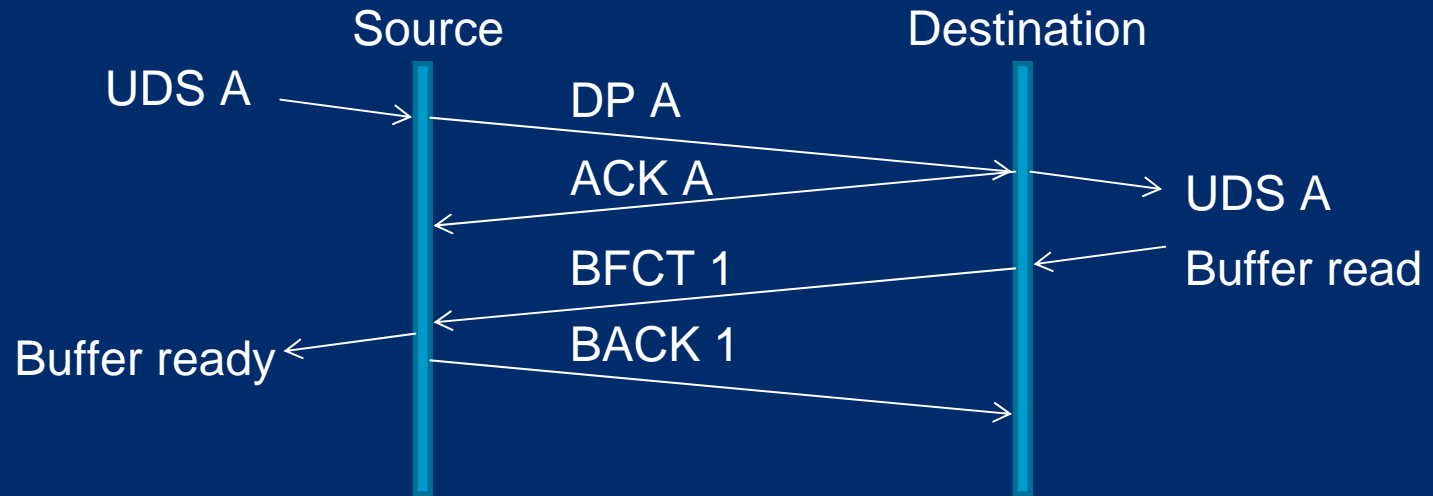 Source
Destination
UDS A
DP A
ACK A
UDS A
BFCT 1
Buffer read
Buffer ready
BACK 1